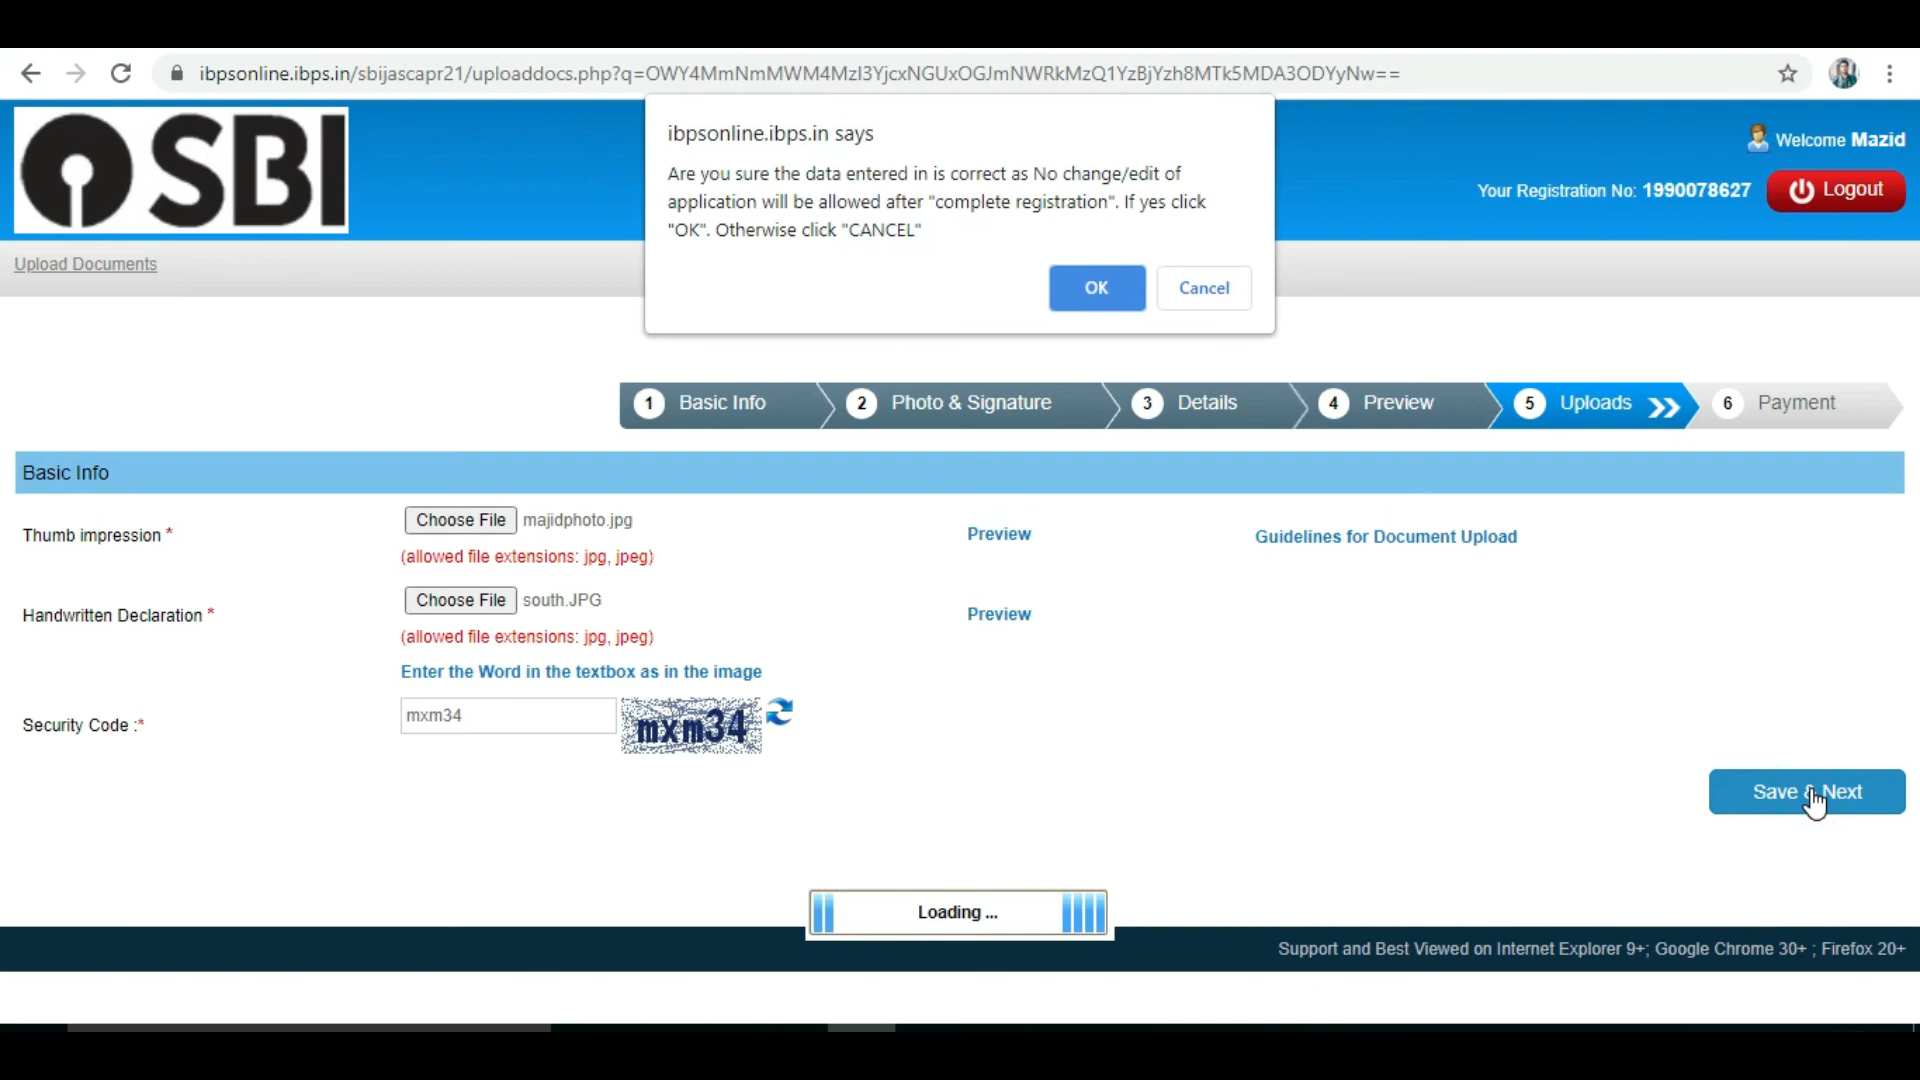 ibpsonline.ibps.in/sbijascapr21/uploaddocs.php?q=OWY4MmNmMWM4MzI3YjcxNGUxOGJmNWRkMzQ1YzBjYzh8MTk5MDA3ODYyNw==
SBI
ibpsonline.ibps.in says
Are you sure the data entered in is correct as No change/edit of
application will be allowed after "complete registration". If yes click
"OK". Otherwise click "CANCEL"
OK Cancel
Welcome Mazid
Your Registration No: 1990078627 Logout
Upload Documents
1 Basic Info 2 Photo & Signature 3 Details 4 Preview 5 Uploads 6 Payment
Basic Info
Thumb impression * Choose File majidphoto.jpg Preview Guidelines for Document Upload
(allowed file extensions: jpg, jpeg)
Handwritten Declaration * Choose File south.JPG Preview
(allowed file extensions: jpg, jpeg)
Enter the Word in the textbox as in the image
Security Code :* mxm34 mxm34
Save & Next
Loading ...
Support and Best Viewed on Internet Explorer 9+; Google Chrome 30+ ; Firefox 20+